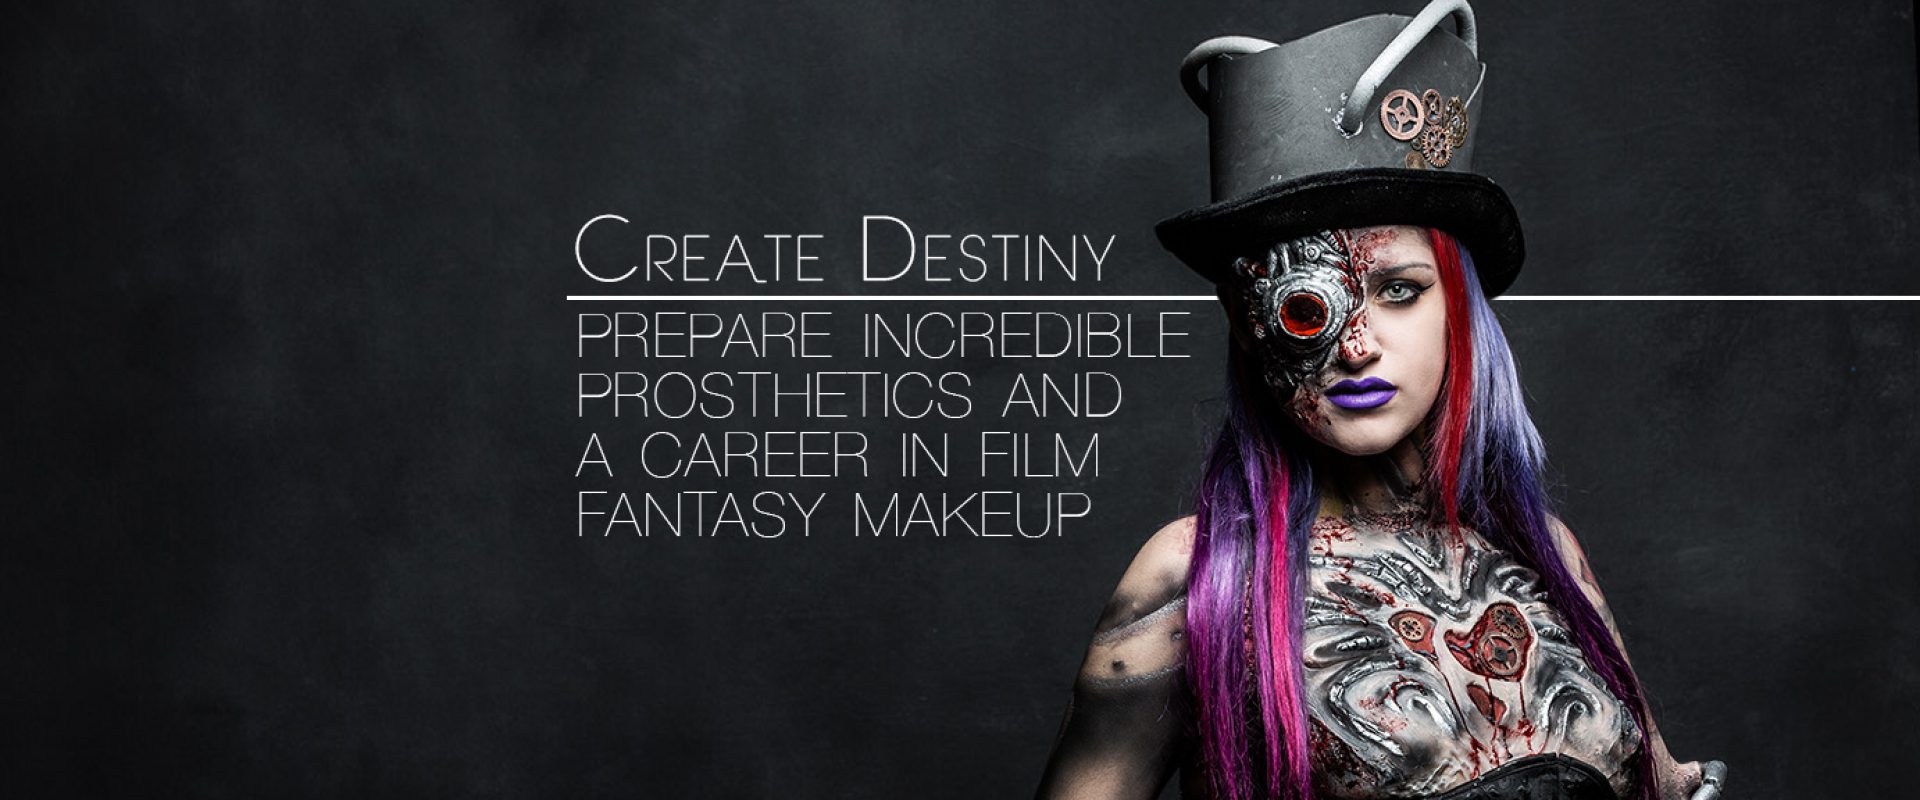 Create Destiny
PREPARE INCREDIBLE
PROSTHETICS AND
A CAREER IN FILM
FANTASY MAKEUP